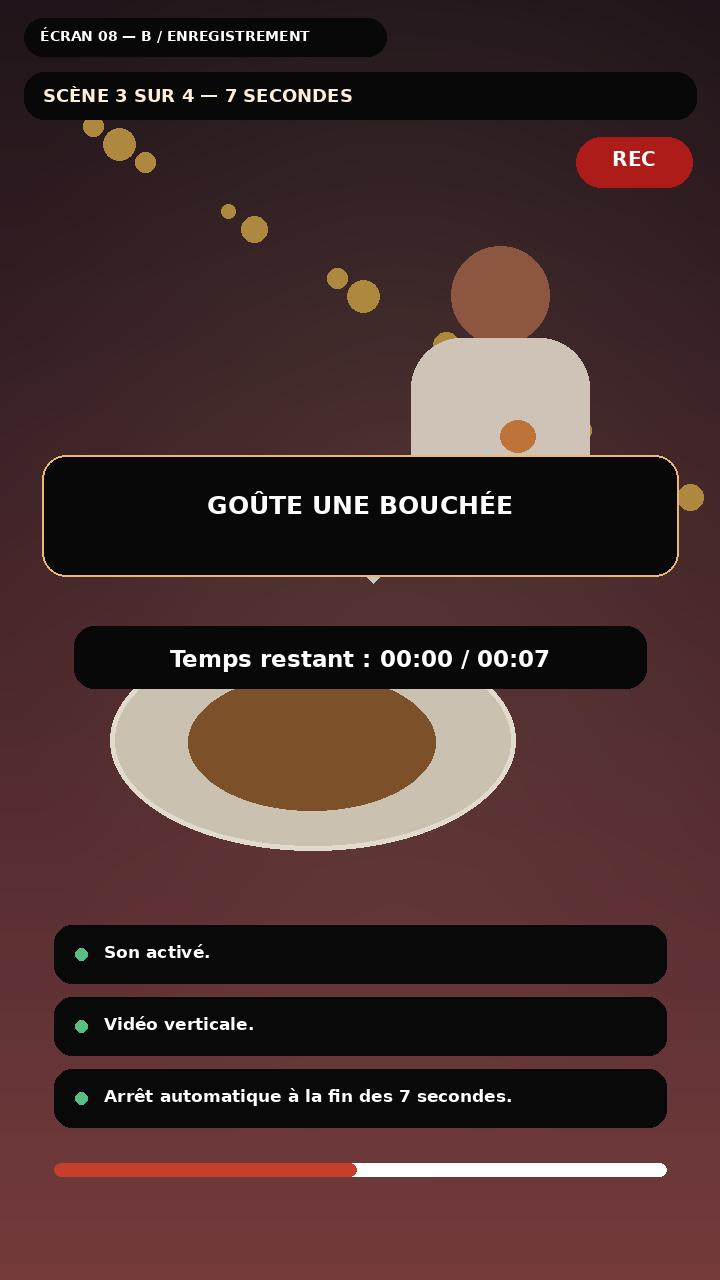 ÉCRAN 08 — B / ENREGISTREMENT
SCÈNE 3 SUR 4 — 7 SECONDES
REC
GOÛTE UNE BOUCHÉE
Temps restant : 00:00 / 00:07
Son activé.
Vidéo verticale.
Arrêt automatique à la fin des 7 secondes.